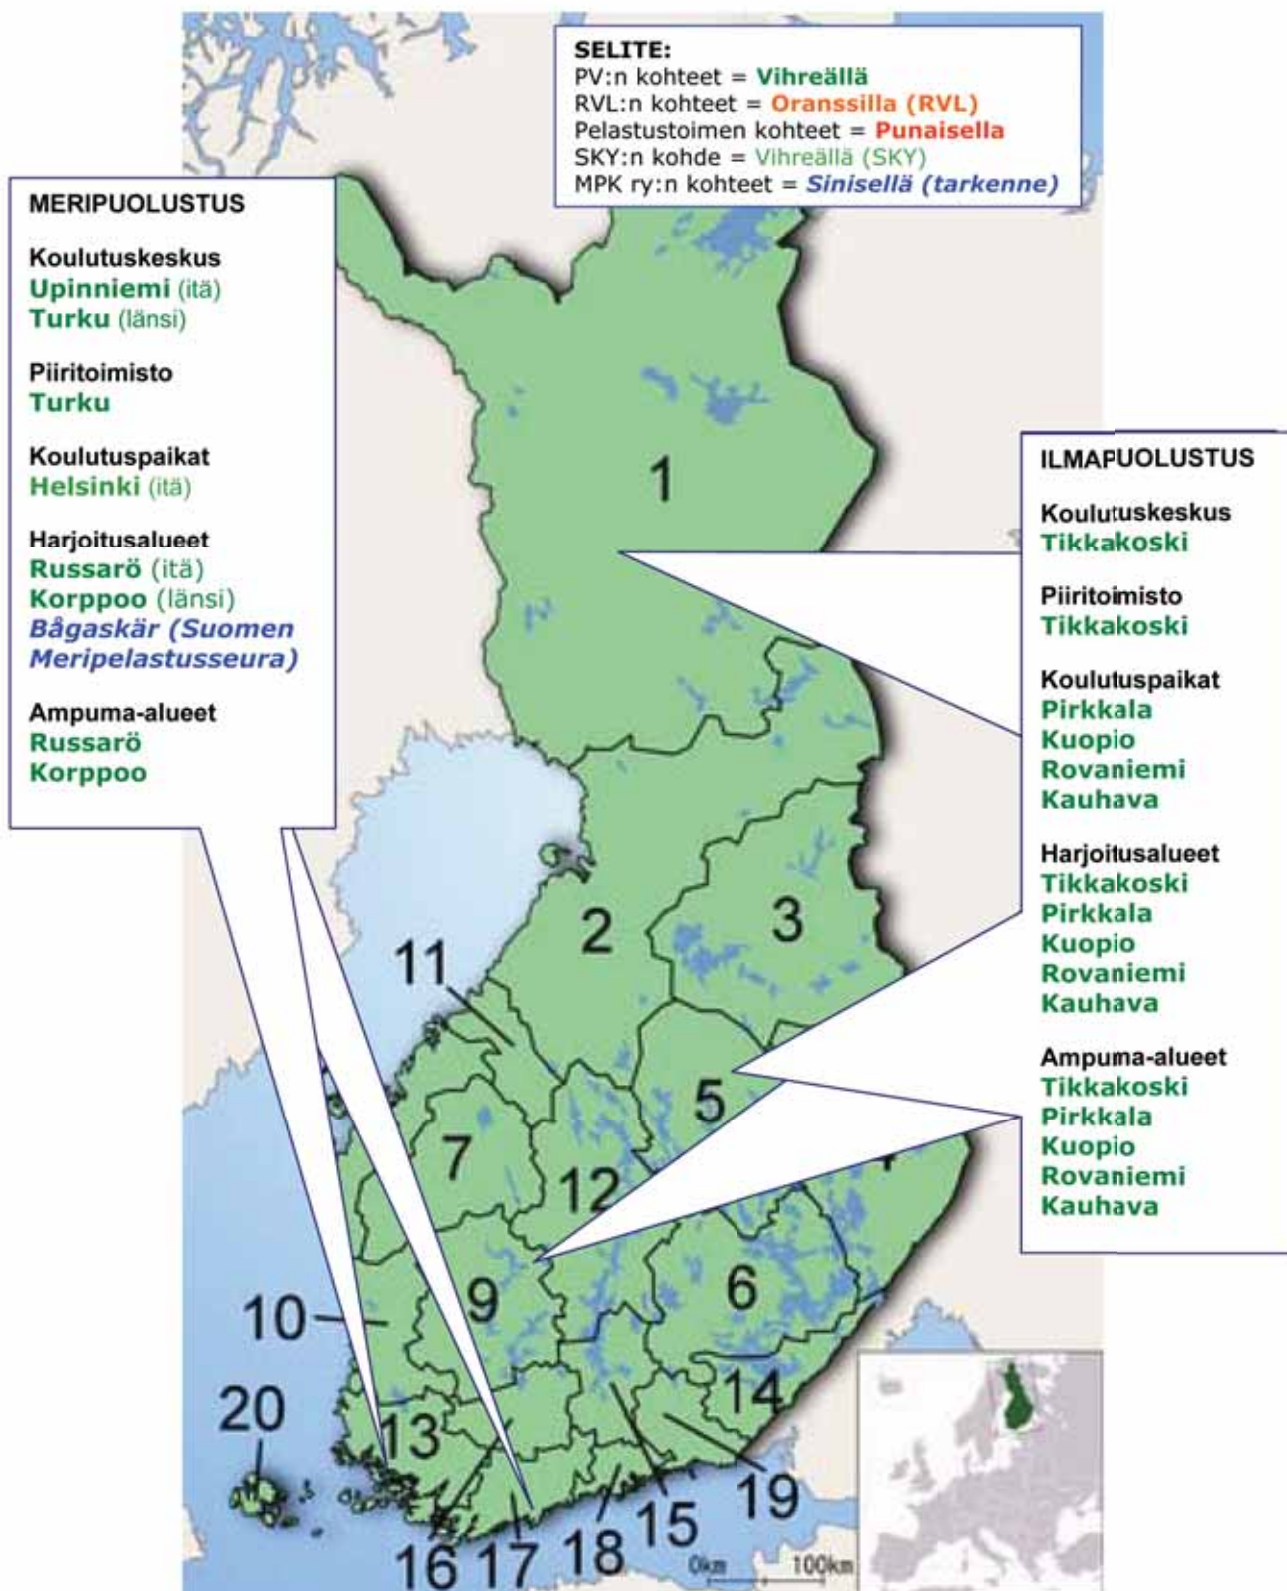 SELITE:
PV:n kohteet = Vihreällä
RVL:n kohteet = Oranssilla (RVL)
Pelastustoimen kohteet = Punaisella
SKY:n kohde = Vihreällä (SKY)
MPK ry:n kohteet = Sinisellä (tarkenne)
MERIPUOLUSTUS
Koulutuskeskus
Upinniemi (itä)
Turku (länsi)
Piiritoimisto
Turku
Koulutuspaikat
Helsinki (itä)
Harjoitusalueet
Russarö (itä)
Korppoo (länsi)
Bågaskär (Suomen
Meripelastusseura)
Ampuma-alueet
Russarö
Korppoo
ILMAPUOLUSTUS
Koulutuskeskus
Tikkakoski
Piiritoimisto
Tikkakoski
Koulutuspaikat
Pirkkala
Kuopio
Rovaniemi
Kauhava
Harjoitusalueet
Tikkakoski
Pirkkala
Kuopio
Rovaniemi
Kauhava
Ampuma-alueet
Tikkakoski
Pirkkala
Kuopio
Rovaniemi
Kauhava
1
2
3
11
5
7
12
9
6
10
14
20
13
19
15
18
16
17
0km 100km